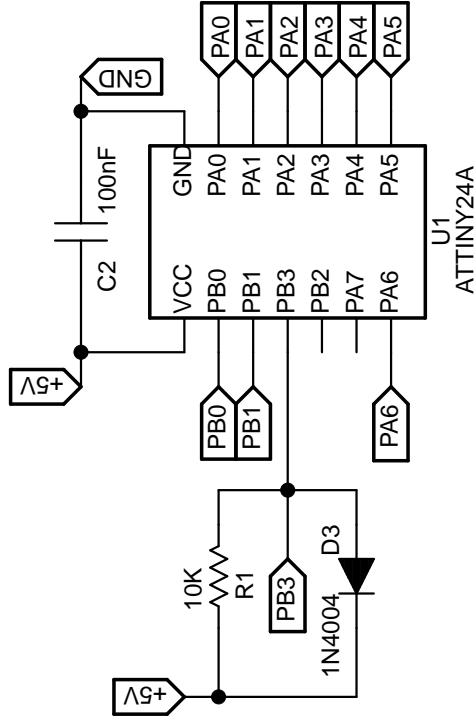 +5V
GND
C2
100nF
VCC
GND
PB0
PB0
PA0
PA0
PB1
PB1
PA1
PA1
PB3
PA2
PA2
PB2
PA3
PA3
PA7
PA4
PA4
PA6
PA6
PA5
PA5
U1
ATTINY24A
10K
R1
PB3
D3
1N4004
+5V